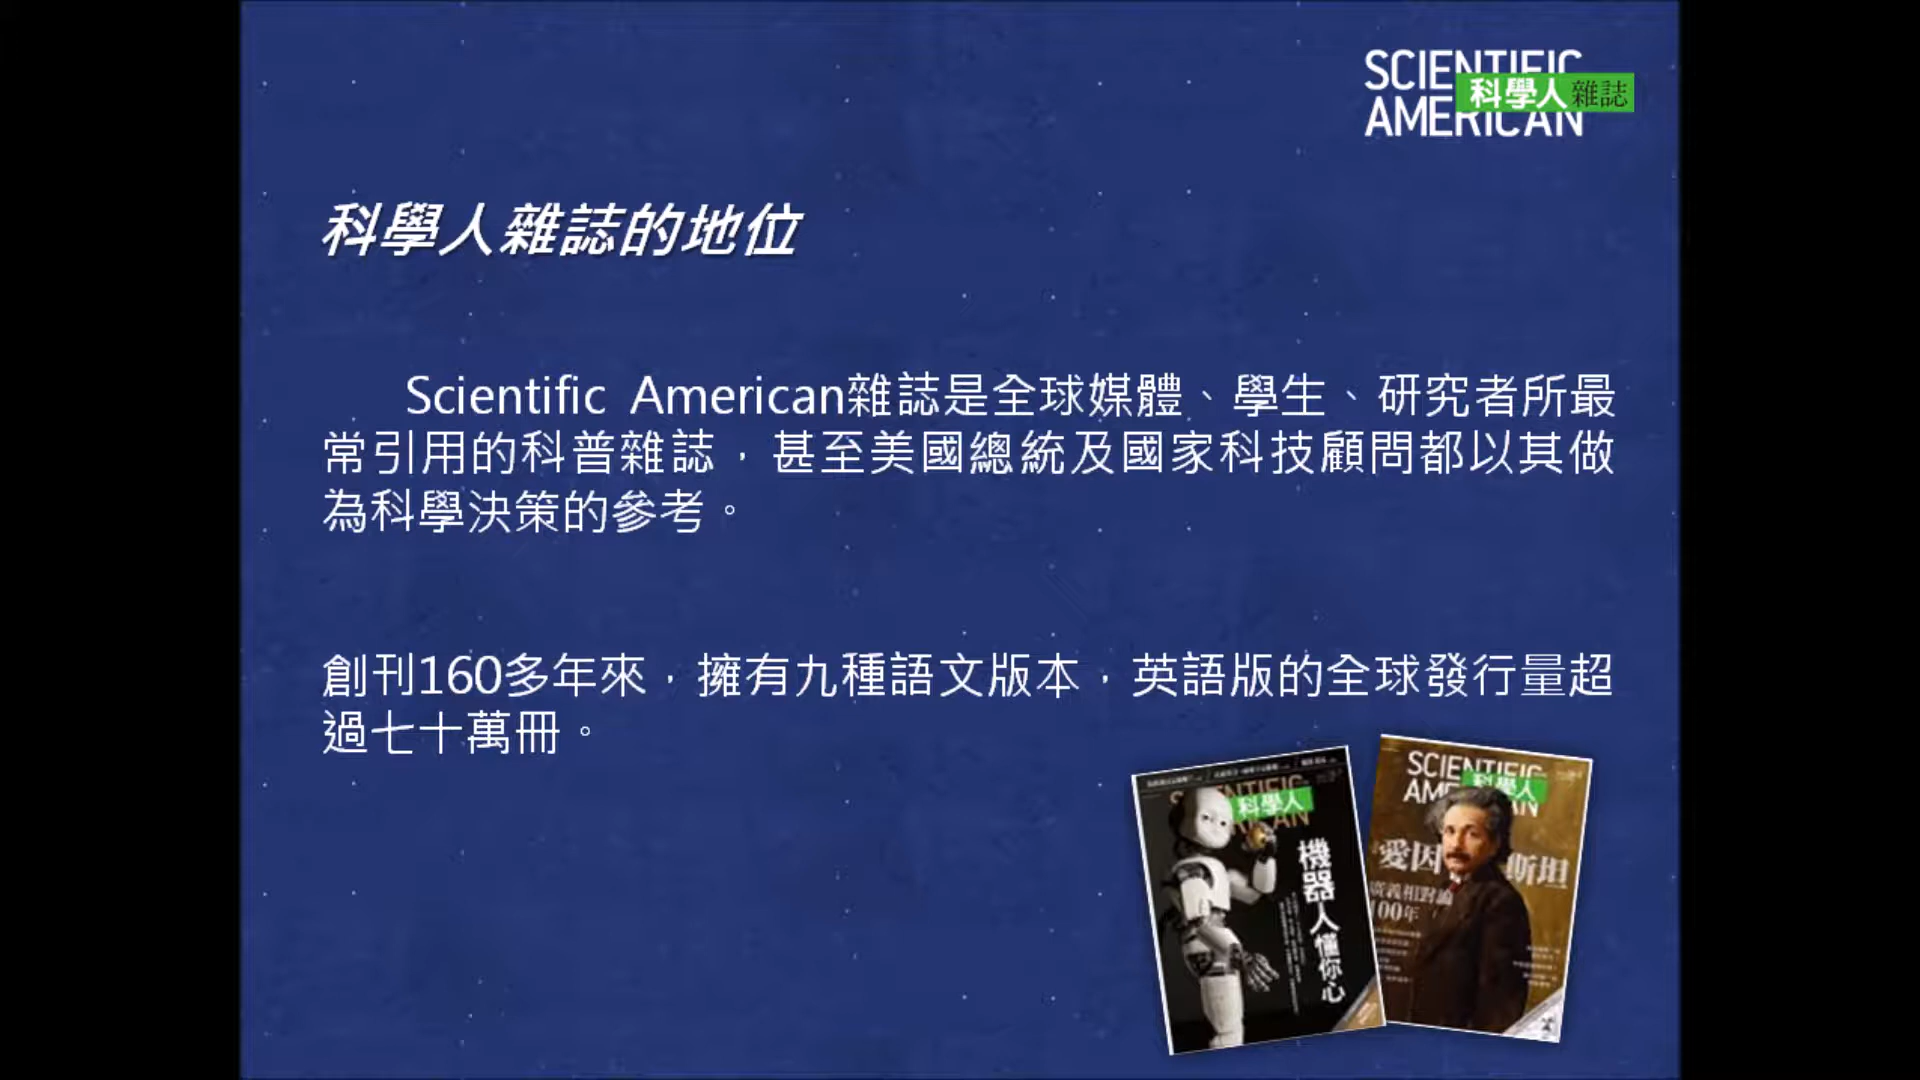 SCIENTIFIC
科學人雜誌
AMERICAN
科學人雜誌的地位
Scientific American雜誌是全球媒體、學生、研究者所最
常引用的科普雜誌，甚至美國總統及國家科技顧問都以其做
為科學決策的參考。
創刊160多年來，擁有九種語文版本，英語版的全球發行量超
過七十萬冊。
科學人
機器人懂你心
SCIENTIFIC
科學人
AMERICAN
愛因斯坦
廣義相對論
100年